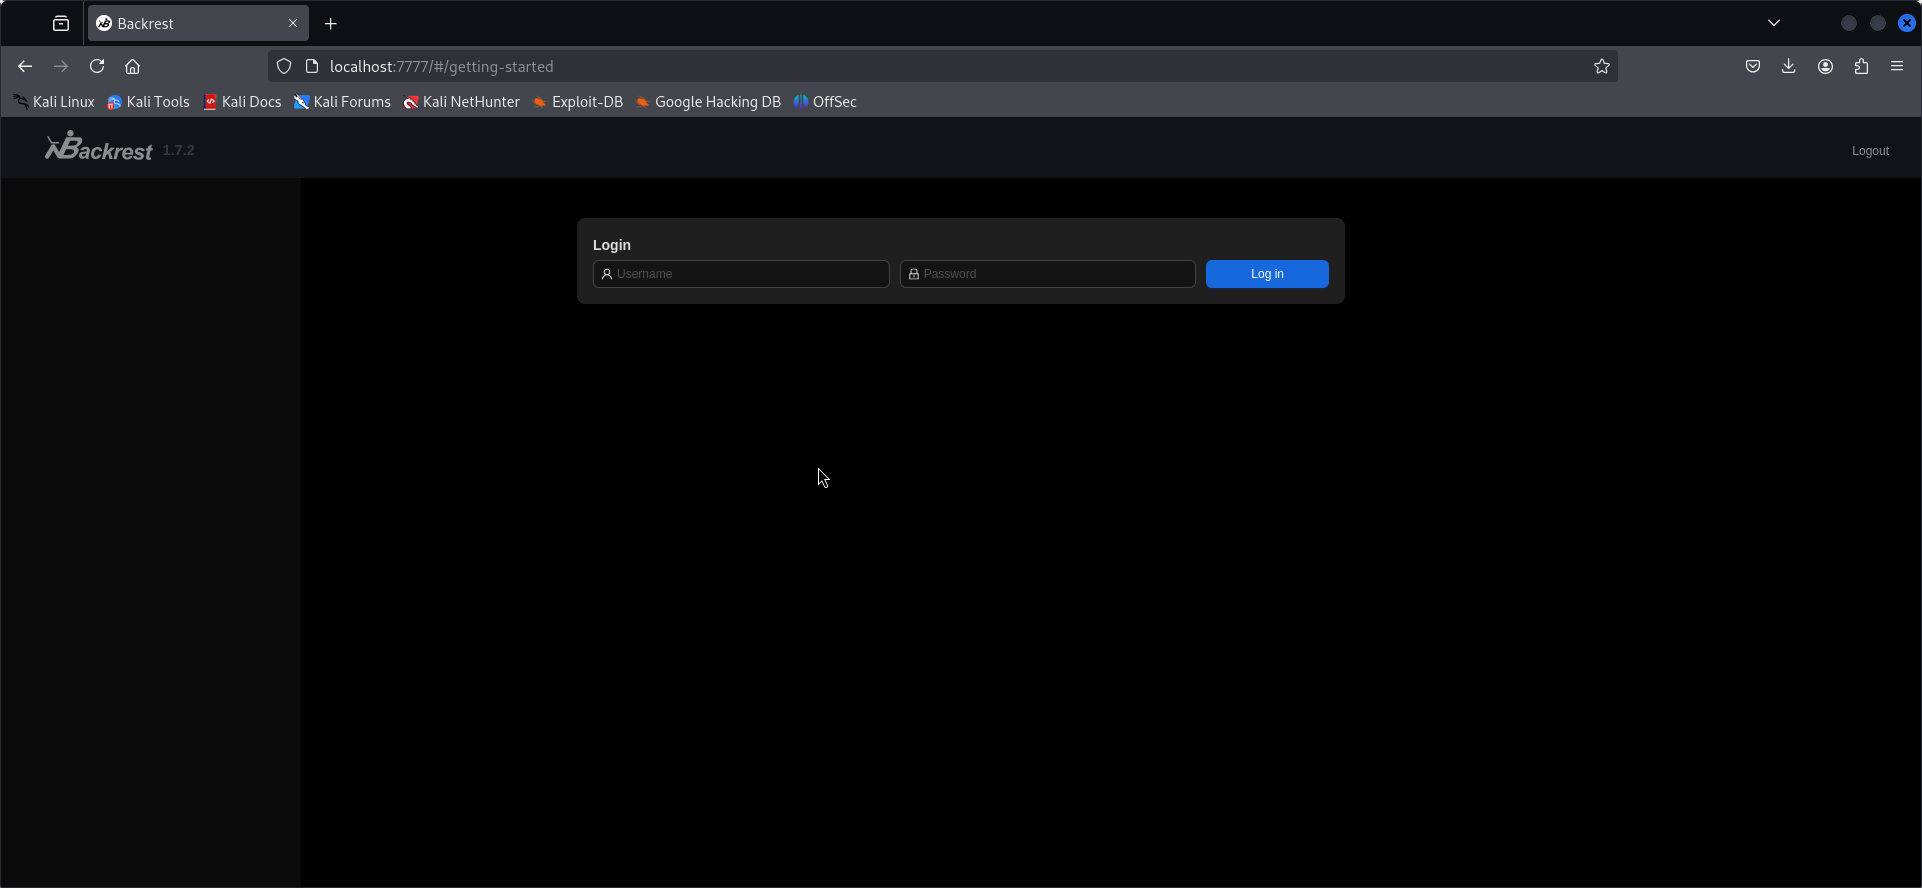 Backrest
localhost:7777/#/getting-started
Kali Linux Kali Tools Kali Docs Kali Forums Kali NetHunter Exploit-DB Google Hacking DB OffSec
Backrest 1.7.2 Logout
Login
Username Password Log in